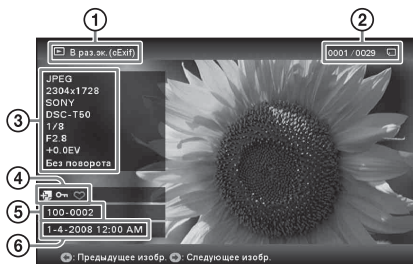 1
2
В раз.эк.(cExif)
0001/0029
JPEG
2304x1728
SONY
DSC-T50
1/8
F2.8
+0.0EV
Без поворота
3
4
5
100-0002
6
1-4-2008 12:00 AM
: Предыдущее изобр. : Следующее изобр.